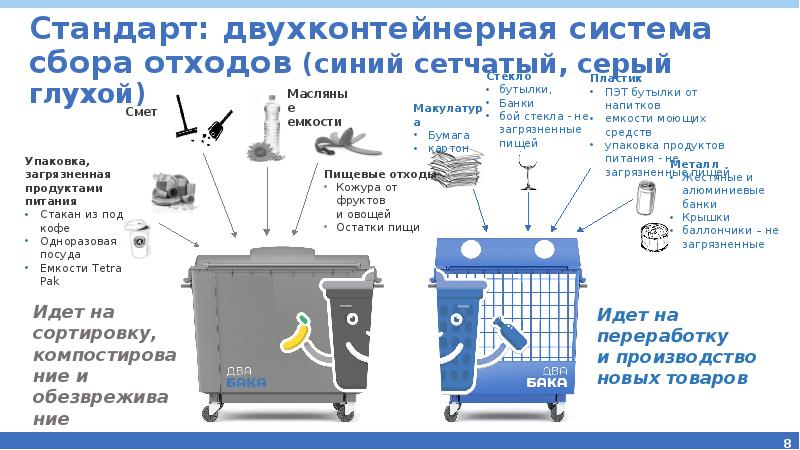 Стандарт: двухконтейнерная система
сбора отходов (синий сетчатый, серый
глухой)
Смет
Масляны
е
емкости
Упаковка,
загрязненная
продуктами
питания
• Стакан из под
кофе
• Одноразовая
посуда
• Емкости Tetra
Pak
Пищевые отходы
• Кожура от
фруктов
и овощей
• Остатки пищи
Макулатур
а
• Бумага
• картон
Стекло
• бутылки,
• Банки
• бой стекла - не
загрязненные
пищей
Пластик
• ПЭТ бутылки от
напитков
• емкости моющих
средств
• упаковка продуктов
питания - не
загрязненные пищей
Металл
• Жестяные и
алюминиевые
банки
• Крышки
• баллончики – не
загрязненные
Идет на
сортировку,
компостирова
ние и
обезврежива
ние
ДВА
БАКА
ДВА
БАКА
Идет на
переработку
и производство
новых товаров
8